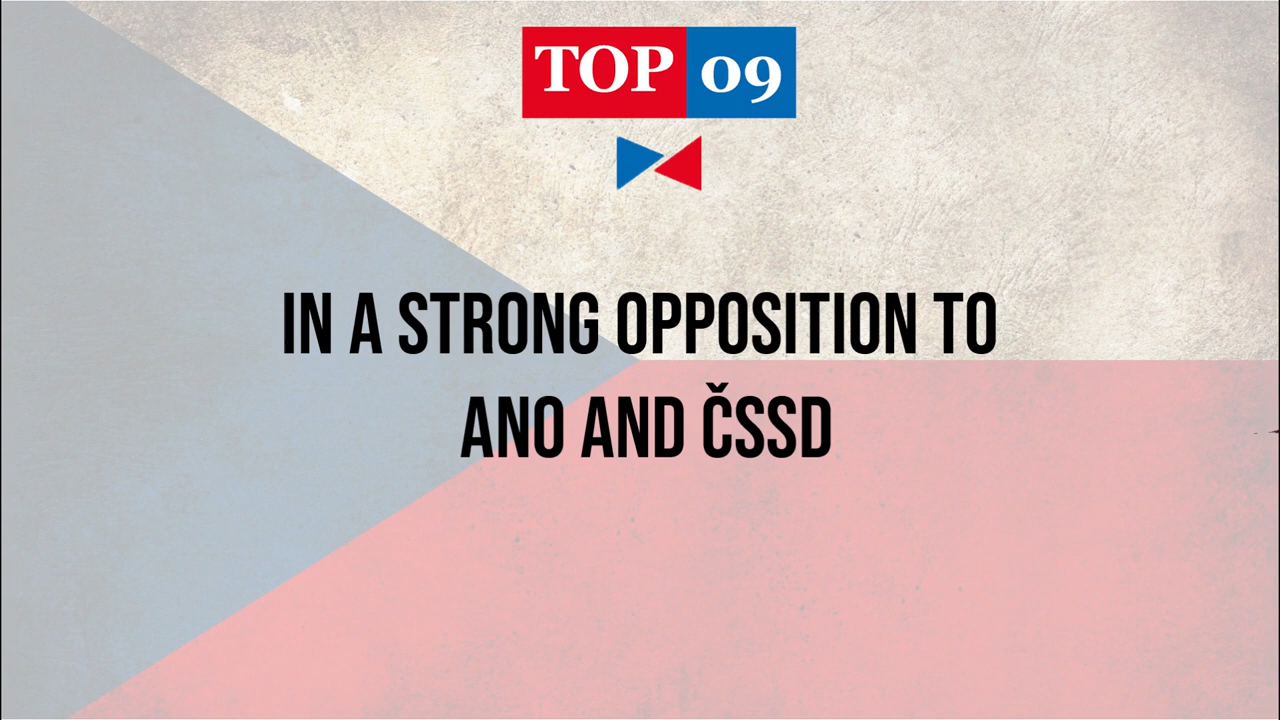 TOP 09
IN A STRONG OPPOSITION TO
ANO AND ČSSD